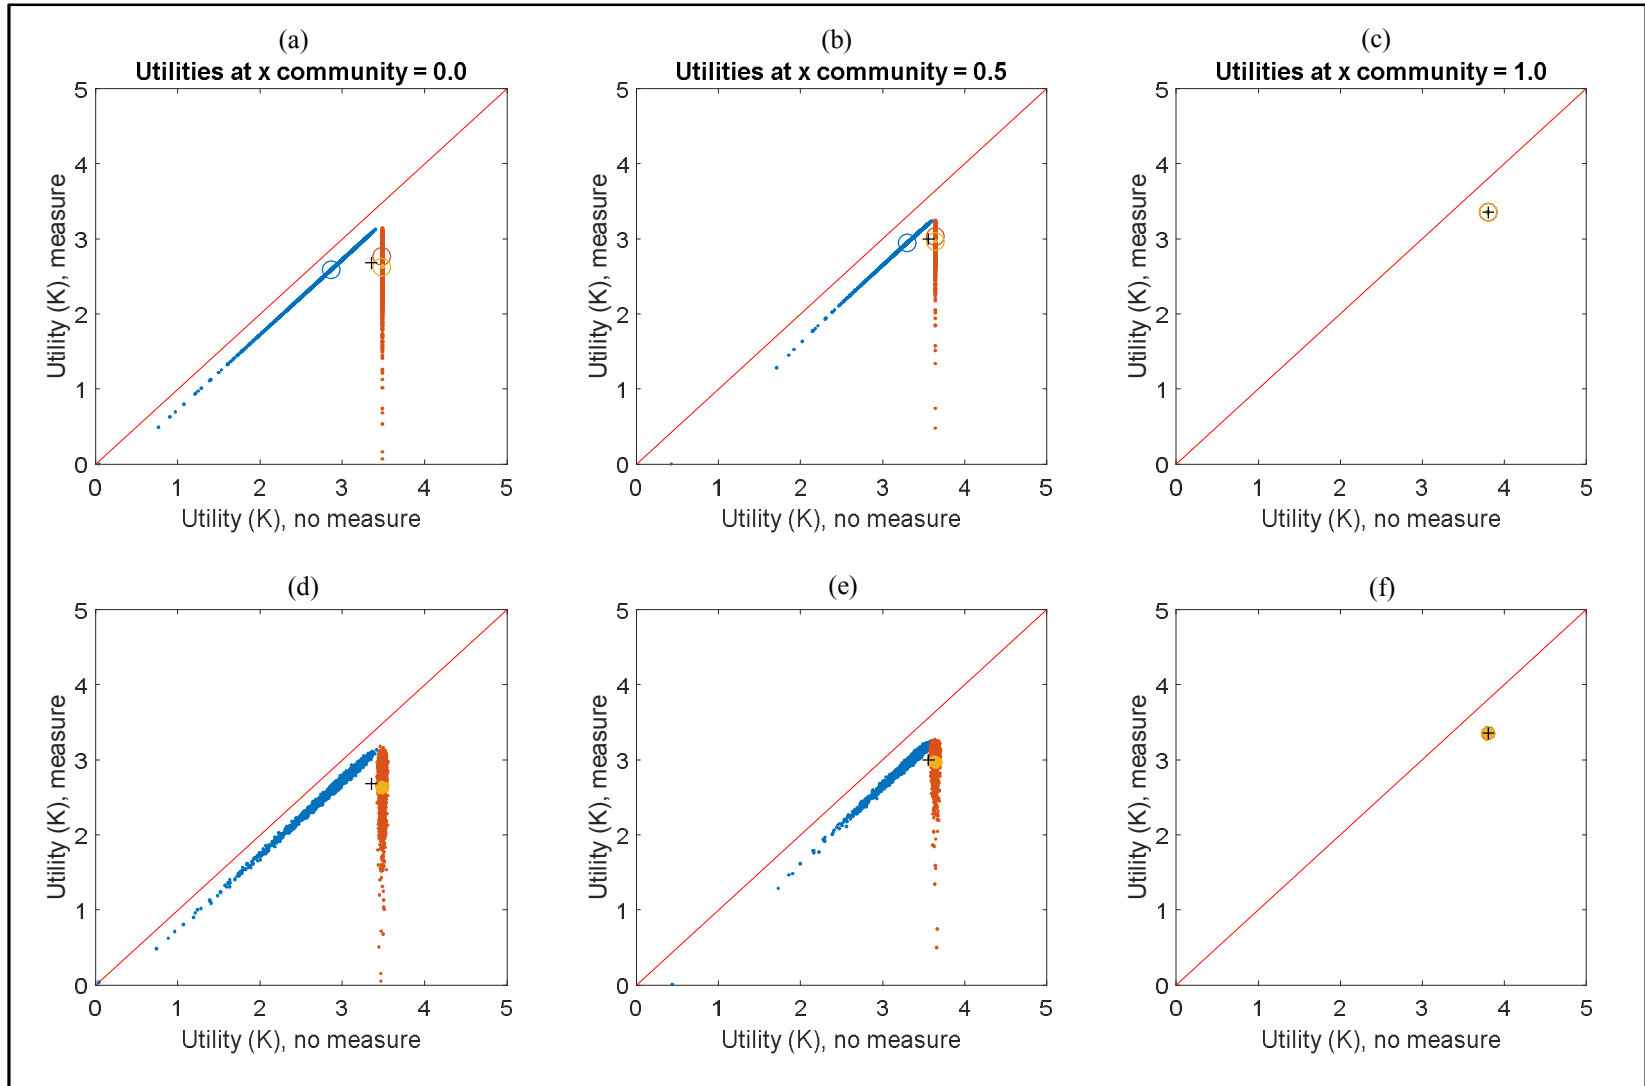 (a) (b) (c)
Utilities at x community = 0.0 Utilities at x community = 0.5 Utilities at x community = 1.0
5 5 5
4 4 4
3 3 3
2 2 2
1 1 1
0 0 0
Utility (K), measure Utility (K), measure Utility (K), measure
0 1 2 3 4 5 0 1 2 3 4 5 0 1 2 3 4 5
Utility (K), no measure Utility (K), no measure Utility (K), no measure
(d) (e) (f)
5 5 5
4 4 4
3 3 3
2 2 2
1 1 1
0 0 0
Utility (K), measure Utility (K), measure Utility (K), measure
0 1 2 3 4 5 0 1 2 3 4 5 0 1 2 3 4 5
Utility (K), no measure Utility (K), no measure Utility (K), no measure